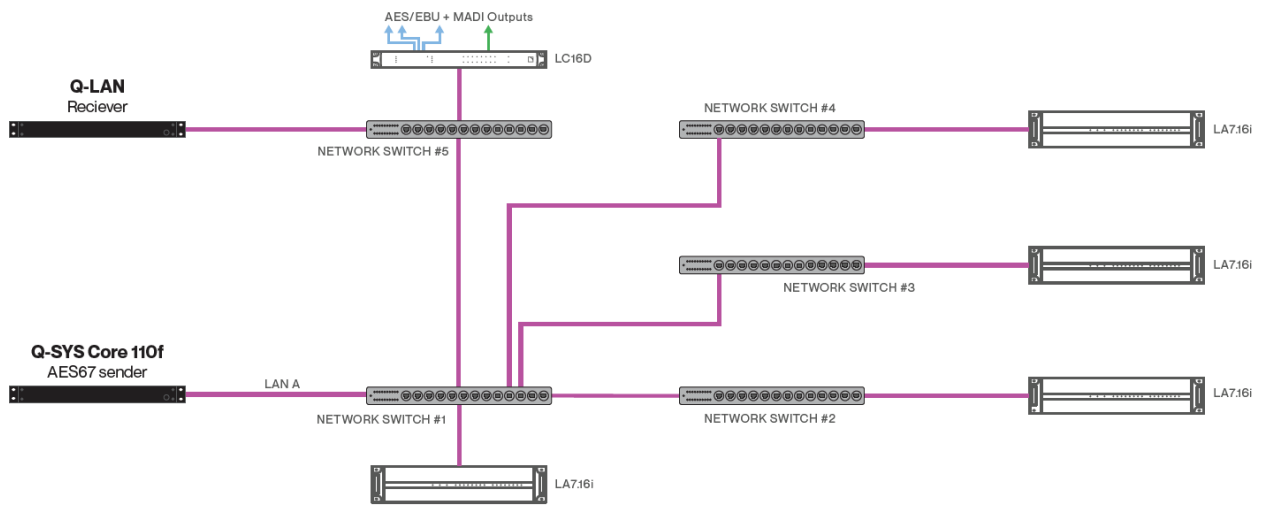 AES/EBU + MADI Outputs
LC16D
Q-LAN
Reciever
NETWORK SWITCH #5
NETWORK SWITCH #4
LA7.16i
NETWORK SWITCH #3
LA7.16i
Q-SYS Core 110f
AES67 sender
LAN A
NETWORK SWITCH #1
NETWORK SWITCH #2
LA7.16i
LA7.16i